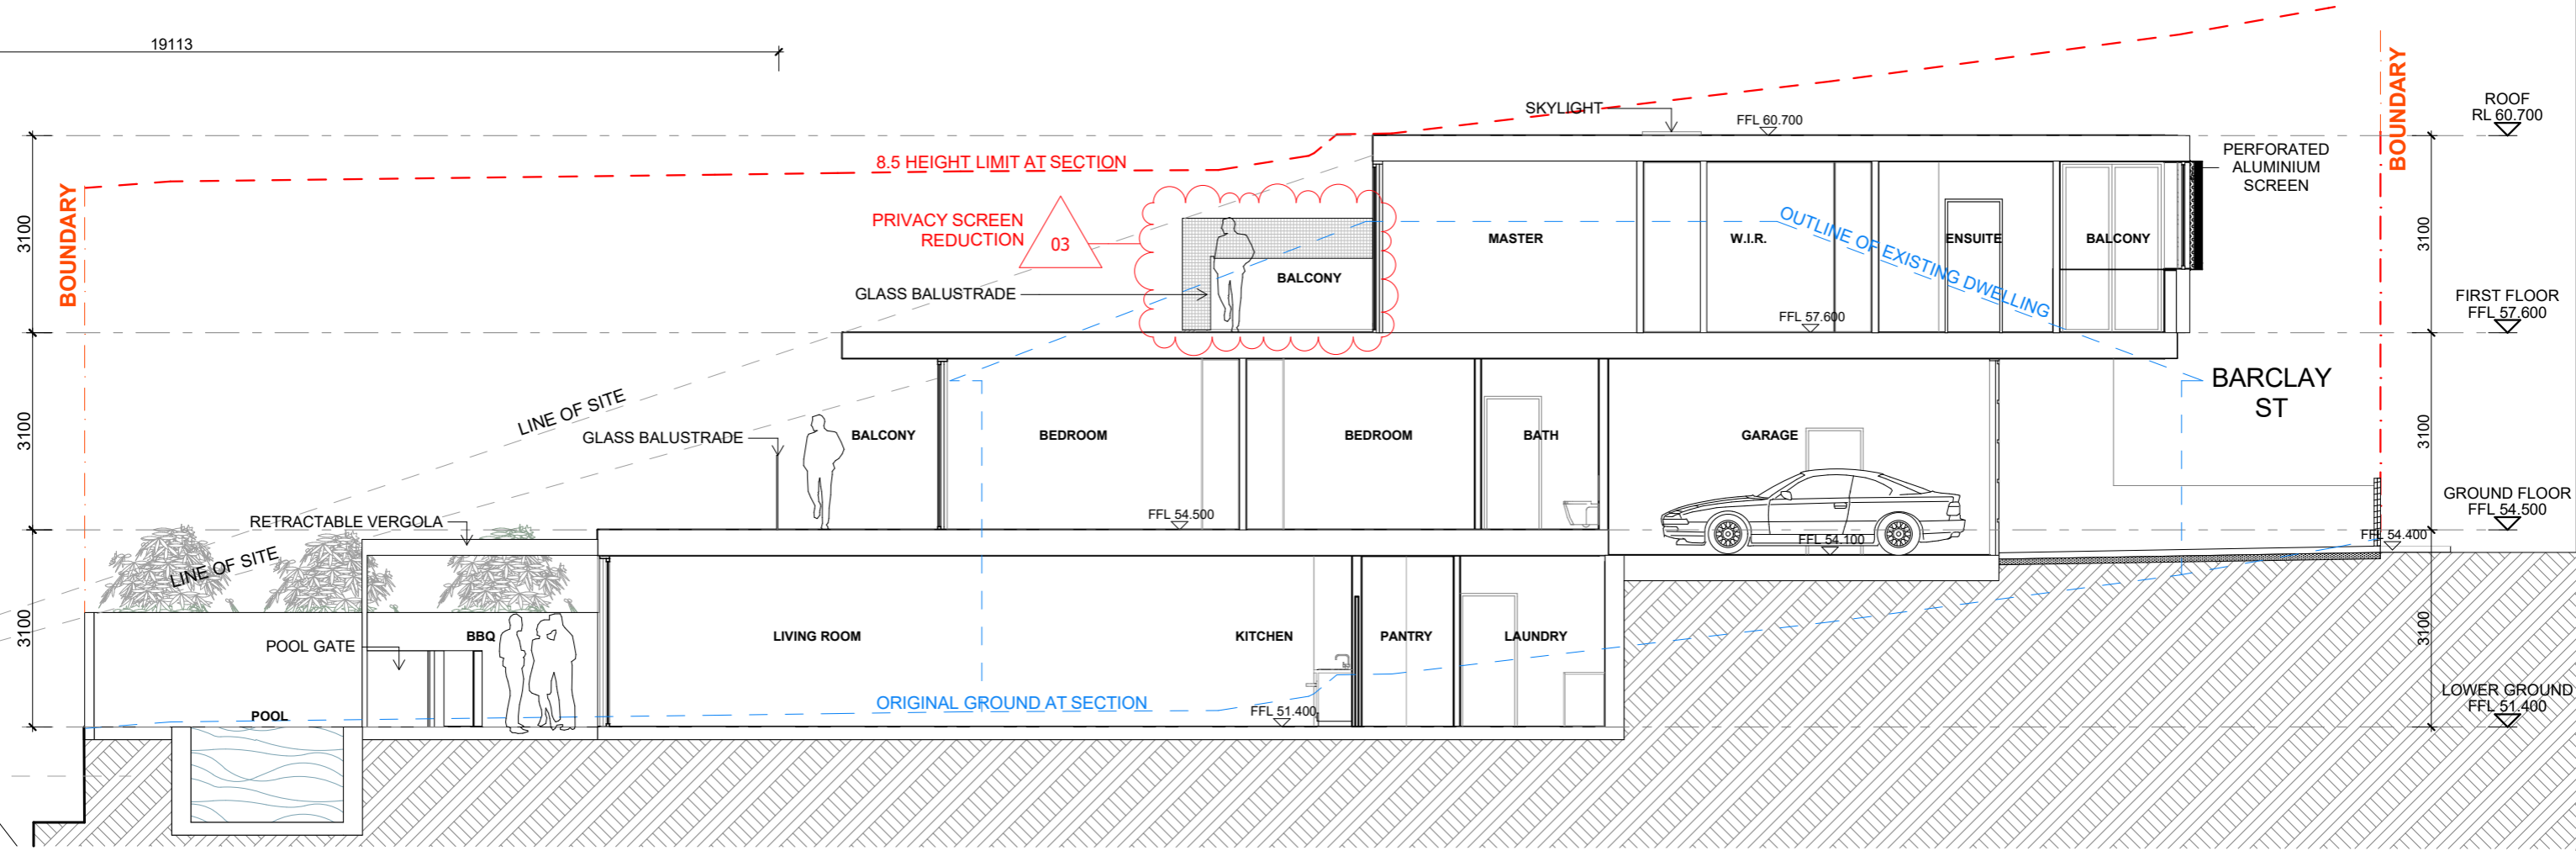 19113
SKYLIGHT
FFL 60.700
ROOF
RL 60.700
BOUNDARY
PERFORATED
ALUMINIUM
SCREEN
8.5 HEIGHT LIMIT AT SECTION
BOUNDARY
3100
PRIVACY SCREEN
REDUCTION
03
MASTER
W.I.R.
OUTLINE OF EXISTING DWELLING
ENSUITE
BALCONY
3100
BALCONY
GLASS BALUSTRADE
FFL 57.600
FIRST FLOOR
FFL 57.600
BARCLAY
ST
LINE OF SITE
3100
GLASS BALUSTRADE
BALCONY
BEDROOM
BEDROOM
BATH
GARAGE
3100
GROUND FLOOR
FFL 54.500
RETRACTABLE VERGOLA
FFL 54.500
FFL 54.100
FFL 54.400
LINE OF SITE
3100
POOL GATE
BBQ
LIVING ROOM
KITCHEN
PANTRY
LAUNDRY
3100
POOL
ORIGINAL GROUND AT SECTION
FFL 51.400
LOWER GROUND
FFL 51.400